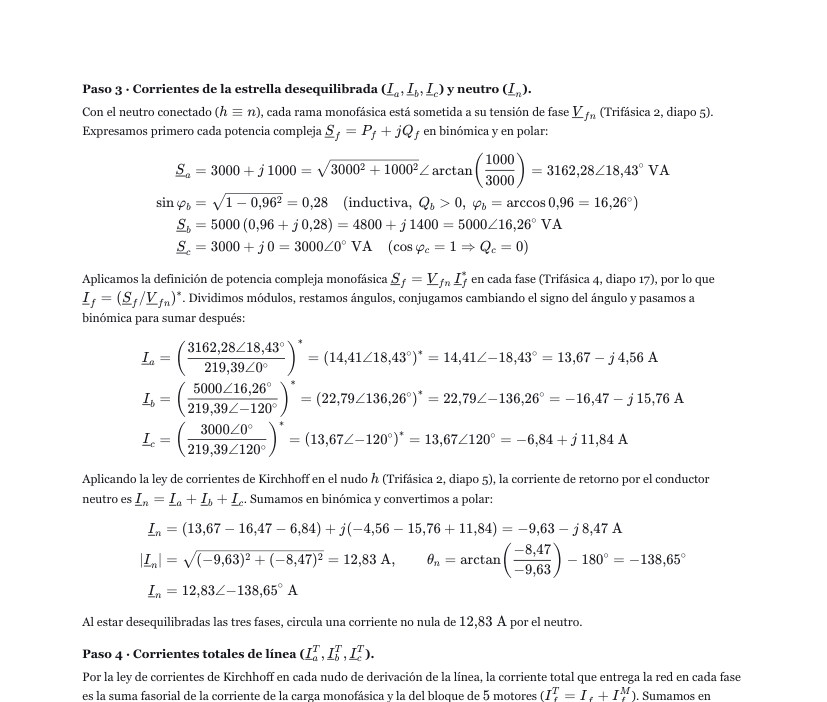 Paso 3 · Corrientes de la estrella desequilibrada (I_a, I_b, I_c) y neutro (I_n).
Con el neutro conectado (h ≡ n), cada rama monofásica está sometida a su tensión de fase V_fn (Trifásica 2, diapo 5).
Expresamos primero cada potencia compleja S_f = P_f + jQ_f en binómica y en polar:
S_a = 3000 + j 1000 = √(3000² + 1000²)∠ arctan(1000/3000) = 3162,28∠18,43° VA
sin φ_b = √(1 − 0,96²) = 0,28 (inductiva, Q_b > 0, φ_b = arccos 0,96 = 16,26°)
S_b = 5000 (0,96 + j 0,28) = 4800 + j 1400 = 5000∠16,26° VA
S_c = 3000 + j 0 = 3000∠0° VA (cos φ_c = 1 ⇒ Q_c = 0)
Aplicamos la definición de potencia compleja monofásica S_f = V_fn I_f^* en cada fase (Trifásica 4, diapo 17), por lo que
I_f = (S_f/V_fn)^*. Dividimos módulos, restamos ángulos, conjugamos cambiando el signo del ángulo y pasamos a
binómica para sumar después:
I_a = (3162,28∠18,43° / 219,39∠0°)^* = (14,41∠18,43°)^* = 14,41∠−18,43° = 13,67 − j 4,56 A
I_b = (5000∠16,26° / 219,39∠−120°)^* = (22,79∠136,26°)^* = 22,79∠−136,26° = −16,47 − j 15,76 A
I_c = (3000∠0° / 219,39∠120°)^* = (13,67∠−120°)^* = 13,67∠120° = −6,84 + j 11,84 A
Aplicando la ley de corrientes de Kirchhoff en el nudo h (Trifásica 2, diapo 5), la corriente de retorno por el conductor
neutro es I_n = I_a + I_b + I_c. Sumamos en binómica y convertimos a polar:
I_n = (13,67 − 16,47 − 6,84) + j(−4,56 − 15,76 + 11,84) = −9,63 − j 8,47 A
|I_n| = √((−9,63)² + (−8,47)²) = 12,83 A, θ_n = arctan(−8,47/−9,63) − 180° = −138,65°
I_n = 12,83∠−138,65° A
Al estar desequilibradas las tres fases, circula una corriente no nula de 12,83 A por el neutro.
Paso 4 · Corrientes totales de línea (I_a^T, I_b^T, I_c^T).
Por la ley de corrientes de Kirchhoff en cada nudo de derivación de la línea, la corriente total que entrega la red en cada fase
es la suma fasorial de la corriente de la carga monofásica y la del bloque de 5 motores (I_f^T = I_f + I_f^M). Sumamos en